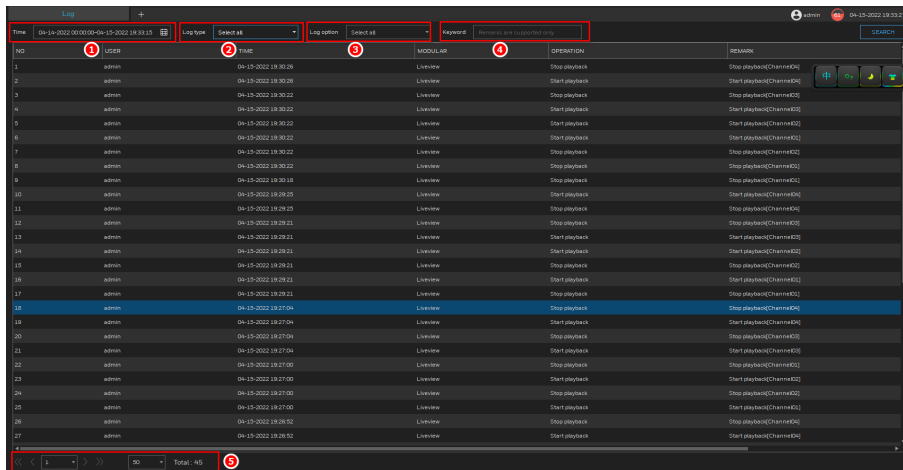 Log +
admin 61 04-15-2022 19:33:2
Time 04-14-2022 00:00:00-04-15-2022 19:33:15 Log type Select all Log option Select all Keyword Remarks are supported only SEARCH
1 2 3 4
NO USER TIME MODULAR OPERATION REMARK
1 admin 04-15-2022 19:30:26 Liveview Stop playback Stop playback[Channel04]
2 admin 04-15-2022 19:30:26 Liveview Start playback Start playback[Channel04]
中
3 admin 04-15-2022 19:30:22 Liveview Stop playback Stop playback[Channel03]
4 admin 04-15-2022 19:30:22 Liveview Start playback Start playback[Channel03]
5 admin 04-15-2022 19:30:22 Liveview Stop playback Start playback[Channel02]
6 admin 04-15-2022 19:30:22 Liveview Start playback Start playback[Channel01]
7 admin 04-15-2022 19:30:22 Liveview Stop playback Stop playback[Channel02]
8 admin 04-15-2022 19:30:22 Liveview Stop playback Stop playback[Channel01]
9 admin 04-15-2022 19:30:18 Liveview Stop playback Stop playback[Channel01]
10 admin 04-15-2022 19:29:25 Liveview Start playback Start playback[Channel04]
11 admin 04-15-2022 19:29:25 Liveview Stop playback Stop playback[Channel04]
12 admin 04-15-2022 19:29:21 Liveview Stop playback Stop playback[Channel03]
13 admin 04-15-2022 19:29:21 Liveview Start playback Start playback[Channel03]
14 admin 04-15-2022 19:29:21 Liveview Start playback Start playback[Channel02]
15 admin 04-15-2022 19:29:21 Liveview Stop playback Stop playback[Channel02]
16 admin 04-15-2022 19:29:21 Liveview Start playback Start playback[Channel01]
17 admin 04-15-2022 19:29:21 Liveview Stop playback Stop playback[Channel01]
18 admin 04-15-2022 19:27:04 Liveview Stop playback Stop playback[Channel04]
19 admin 04-15-2022 19:27:04 Liveview Start playback Start playback[Channel04]
20 admin 04-15-2022 19:27:04 Liveview Stop playback Stop playback[Channel03]
21 admin 04-15-2022 19:27:04 Liveview Start playback Start playback[Channel03]
22 admin 04-15-2022 19:27:00 Liveview Stop playback Stop playback[Channel01]
23 admin 04-15-2022 19:27:00 Liveview Start playback Start playback[Channel02]
24 admin 04-15-2022 19:27:00 Liveview Stop playback Stop playback[Channel02]
25 admin 04-15-2022 19:27:00 Liveview Start playback Start playback[Channel01]
26 admin 04-15-2022 19:26:52 Liveview Stop playback Stop playback[Channel04]
27 admin 04-15-2022 19:26:52 Liveview Start playback Start playback[Channel04]
1 50 Total : 45 5